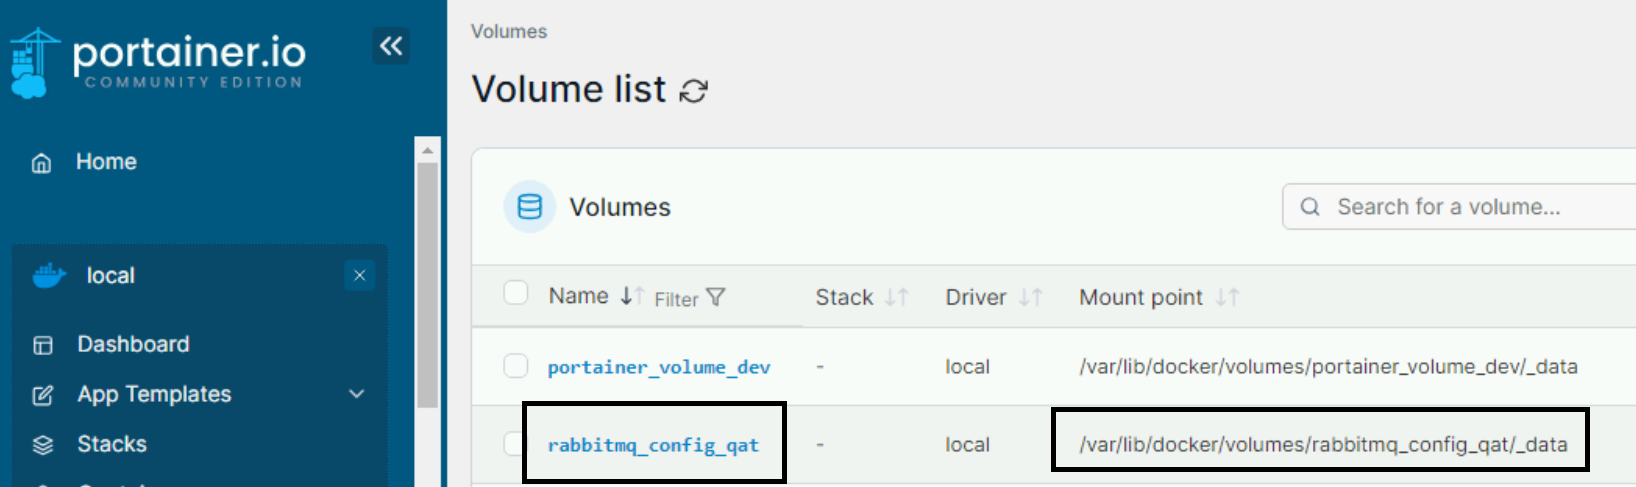 portainer.io
COMMUNITY EDITION
Home
local
Dashboard
App Templates
Stacks
Volumes
Volume list
Volumes
Search for a volume...
Name Filter Stack Driver Mount point
portainer_volume_dev - local /var/lib/docker/volumes/portainer_volume_dev/_data
rabbitmq_config_qat - local /var/lib/docker/volumes/rabbitmq_config_qat/_data